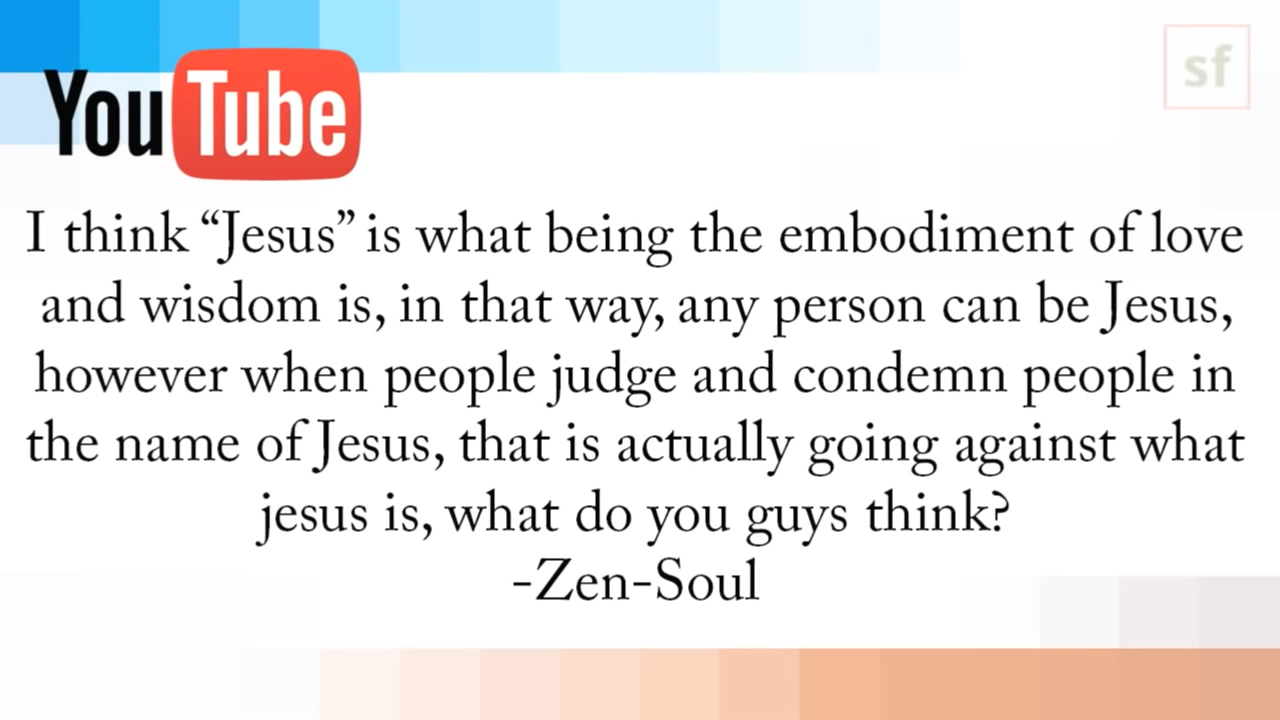 YouTube
sf
I think “Jesus” is what being the embodiment of love
and wisdom is, in that way, any person can be Jesus,
however when people judge and condemn people in
the name of Jesus, that is actually going against what
jesus is, what do you guys think?
-Zen-Soul